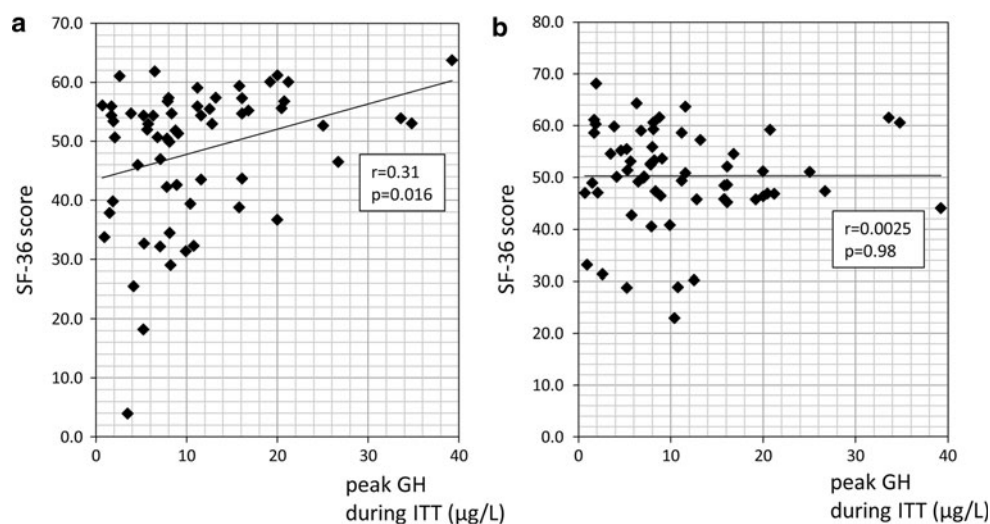 a
70.0
60.0
50.0
40.0
30.0
20.0
10.0
0.0
SF-36 score
r=0.31
p=0.016
0 10 20 30 40
peak GH
during ITT (µg/L)
b
80.0
70.0
60.0
50.0
40.0
30.0
20.0
10.0
0.0
SF-36 score
r=0.0025
p=0.98
0 10 20 30 40
peak GH
during ITT (µg/L)